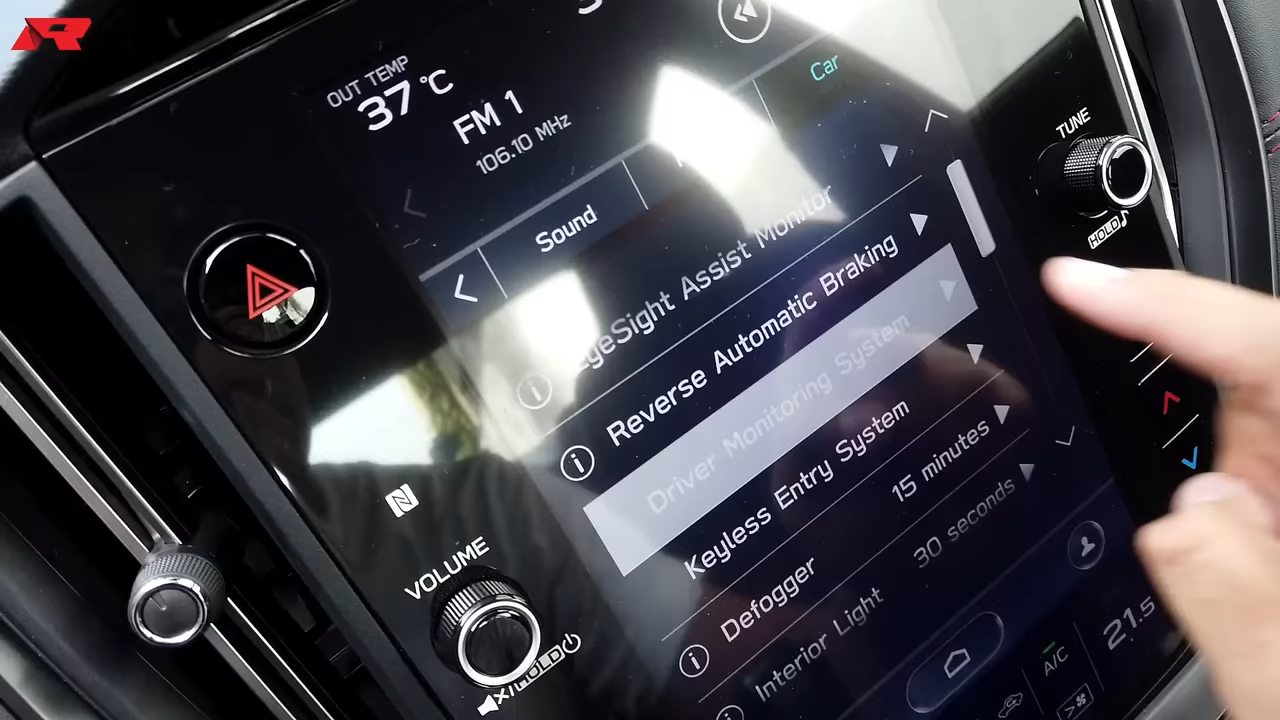 OUT TEMP
37°C
FM 1
106.10 MHz
Car
Sound
EyeSight Assist Monitor
Reverse Automatic Braking
Driver Monitoring System
Keyless Entry System
Defogger 15 minutes
Interior Light 30 seconds
TUNE
HOLD
VOLUME
HOLD
A/C
21.5